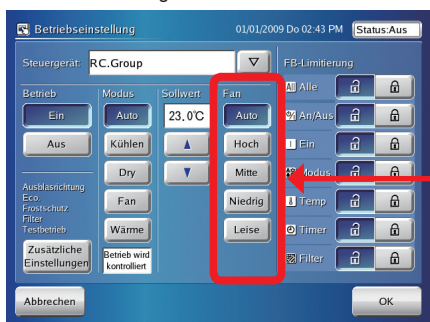 Betriebseinstellung
01/01/2009 Do 02:43 PM
Status:Aus
Steuergerät:
RC.Group
FB-Limitierung
Betrieb
Ein
Aus
Ausblasrichtung
Eco.
Frostschutz
Filter
Testbetrieb
Zusätzliche
Einstellungen
Modus
Auto
Kühlen
Dry
Fan
Wärme
Betrieb wird
kontrolliert
Sollwert
23,0℃
Fan
Auto
Hoch
Mitte
Niedrig
Leise
All Alle
An/Aus
Ein
Modus
Temp
Timer
Filter
Abbrechen
OK